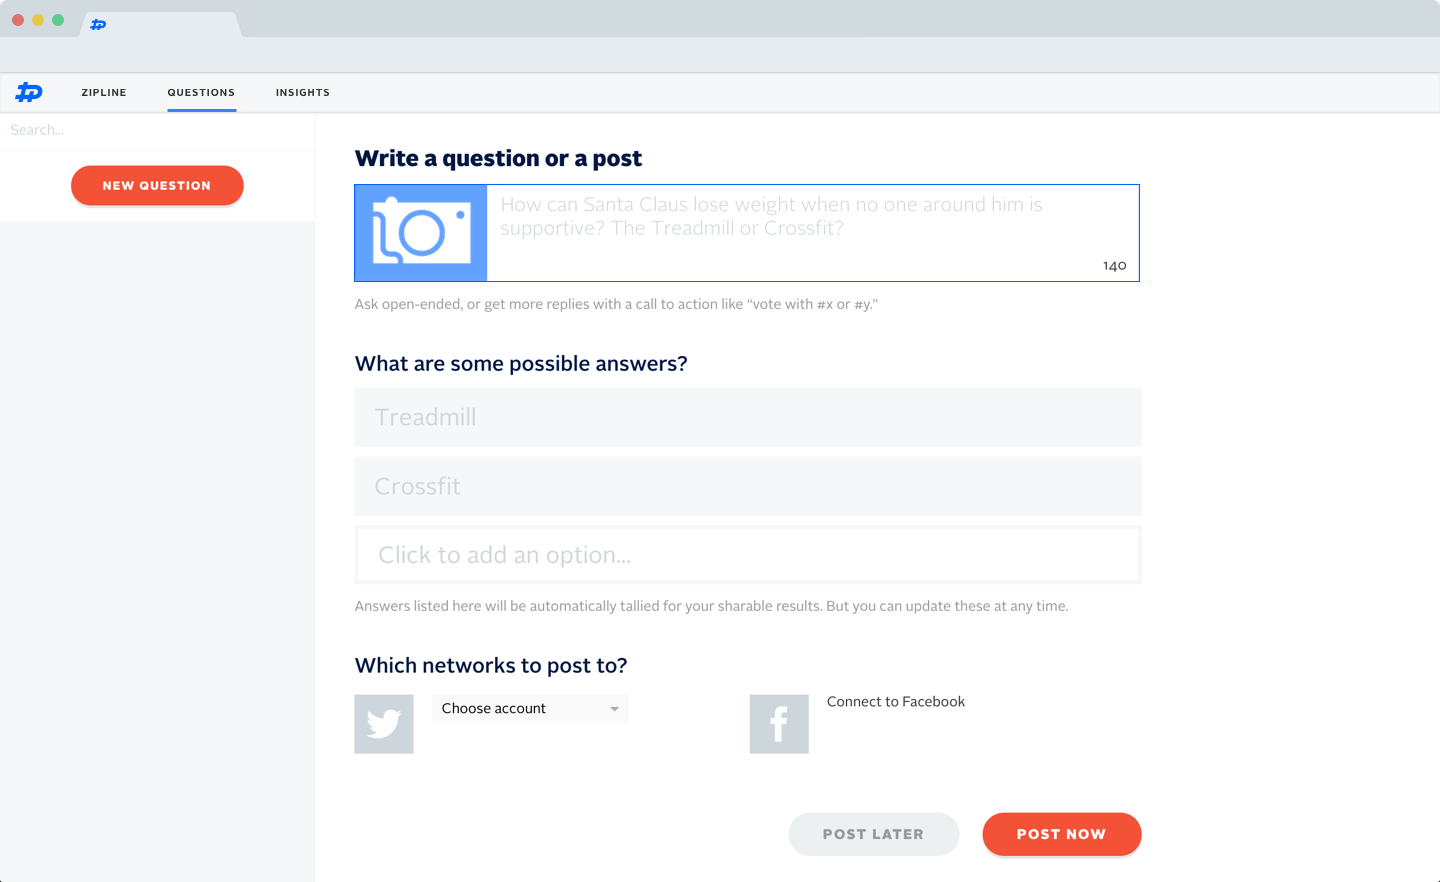 ZIPLINE
QUESTIONS
INSIGHTS
Search...
NEW QUESTION
Write a question or a post
How can Santa Claus lose weight when no one around him is
supportive? The Treadmill or Crossfit?
140
Ask open-ended, or get more replies with a call to action like “vote with #x or #y.”
What are some possible answers?
Treadmill
Crossfit
Click to add an option...
Answers listed here will be automatically tallied for your sharable results. But you can update these at any time.
Which networks to post to?
Choose account
Connect to Facebook
POST LATER
POST NOW